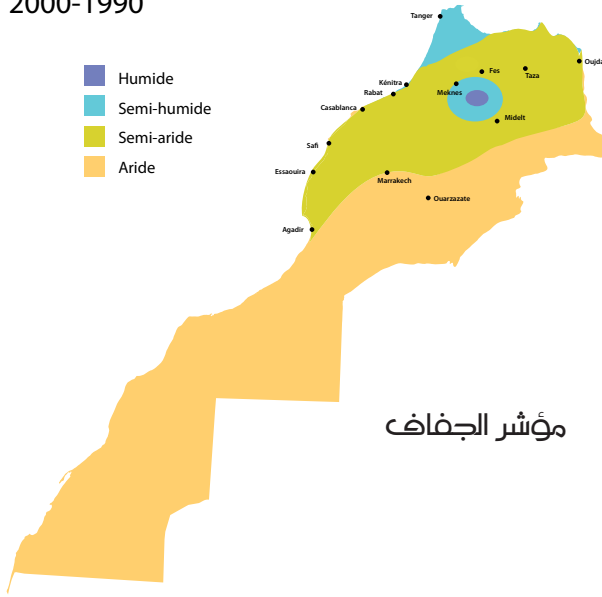 2000-1990
Humide
Semi-humide
Semi-aride
Aride
Tanger
Oujda
Fes
Taza
Kénitra
Meknes
Rabat
Casablanca
Midelt
Safi
Essaouira
Marrakech
Ouarzazate
Agadir
مؤشر الجفاف